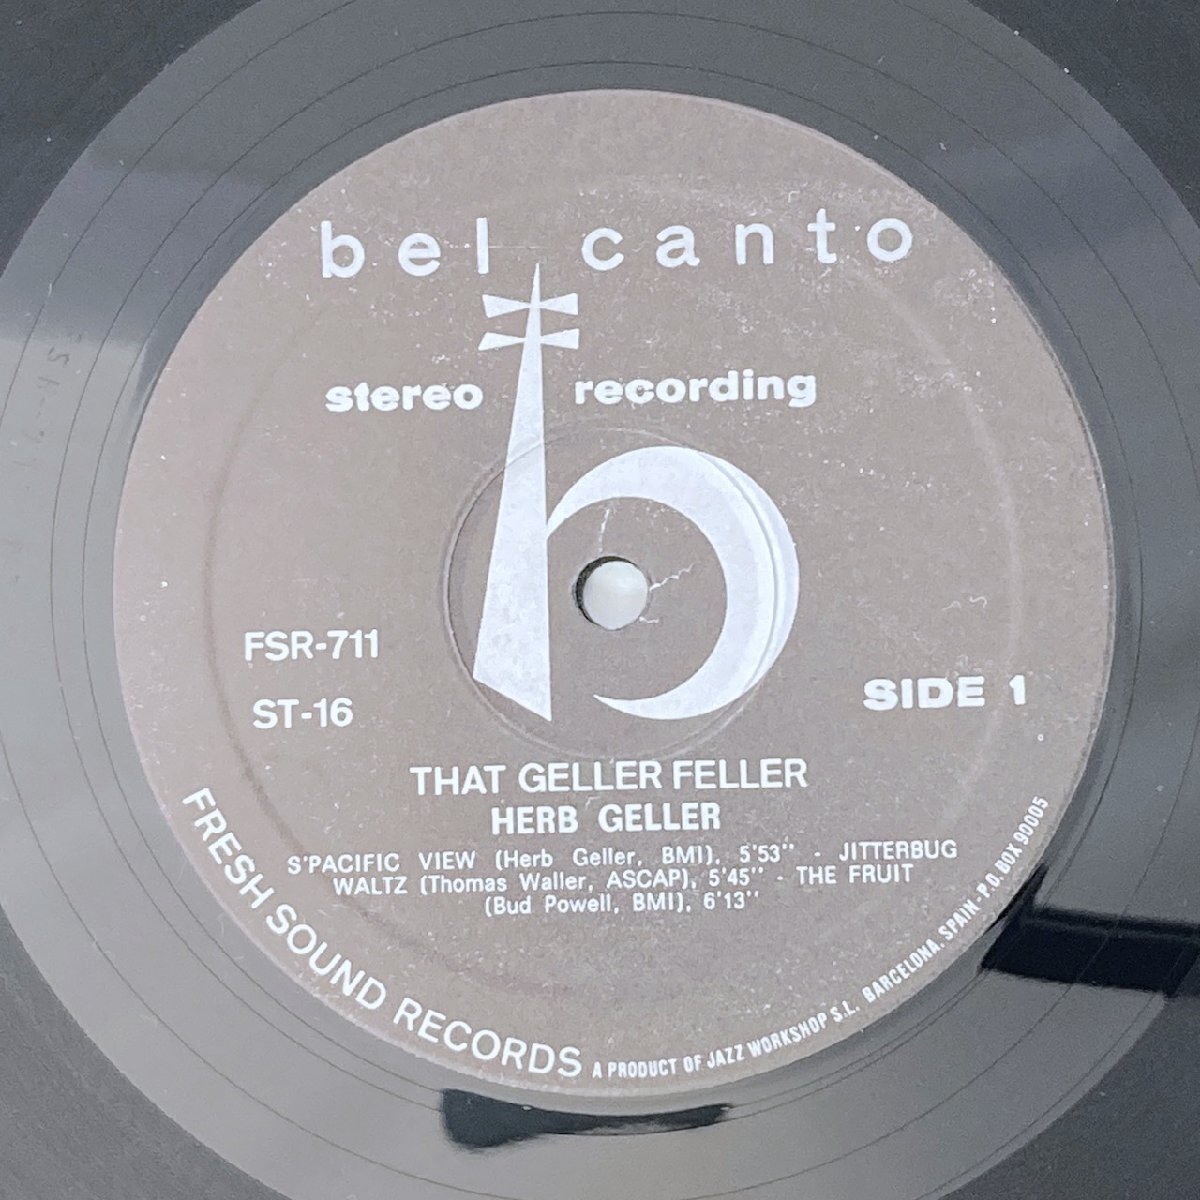 bel canto
stereo recording
FSR-711
ST-16
SIDE 1
THAT GELLER FELLER
HERB GELLER
S'PACIFIC VIEW (Herb Geller, BMI), 5'53" - JITTERBUG
WALTZ (Thomas Waller, ASCAP), 5'45" - THE FRUIT
(Bud Powell, BMI), 6'13"
FRESH SOUND RECORDS A PRODUCT OF JAZZ WORKSHOP S.L. BARCELONA, SPAIN - P.O. BOX 90005